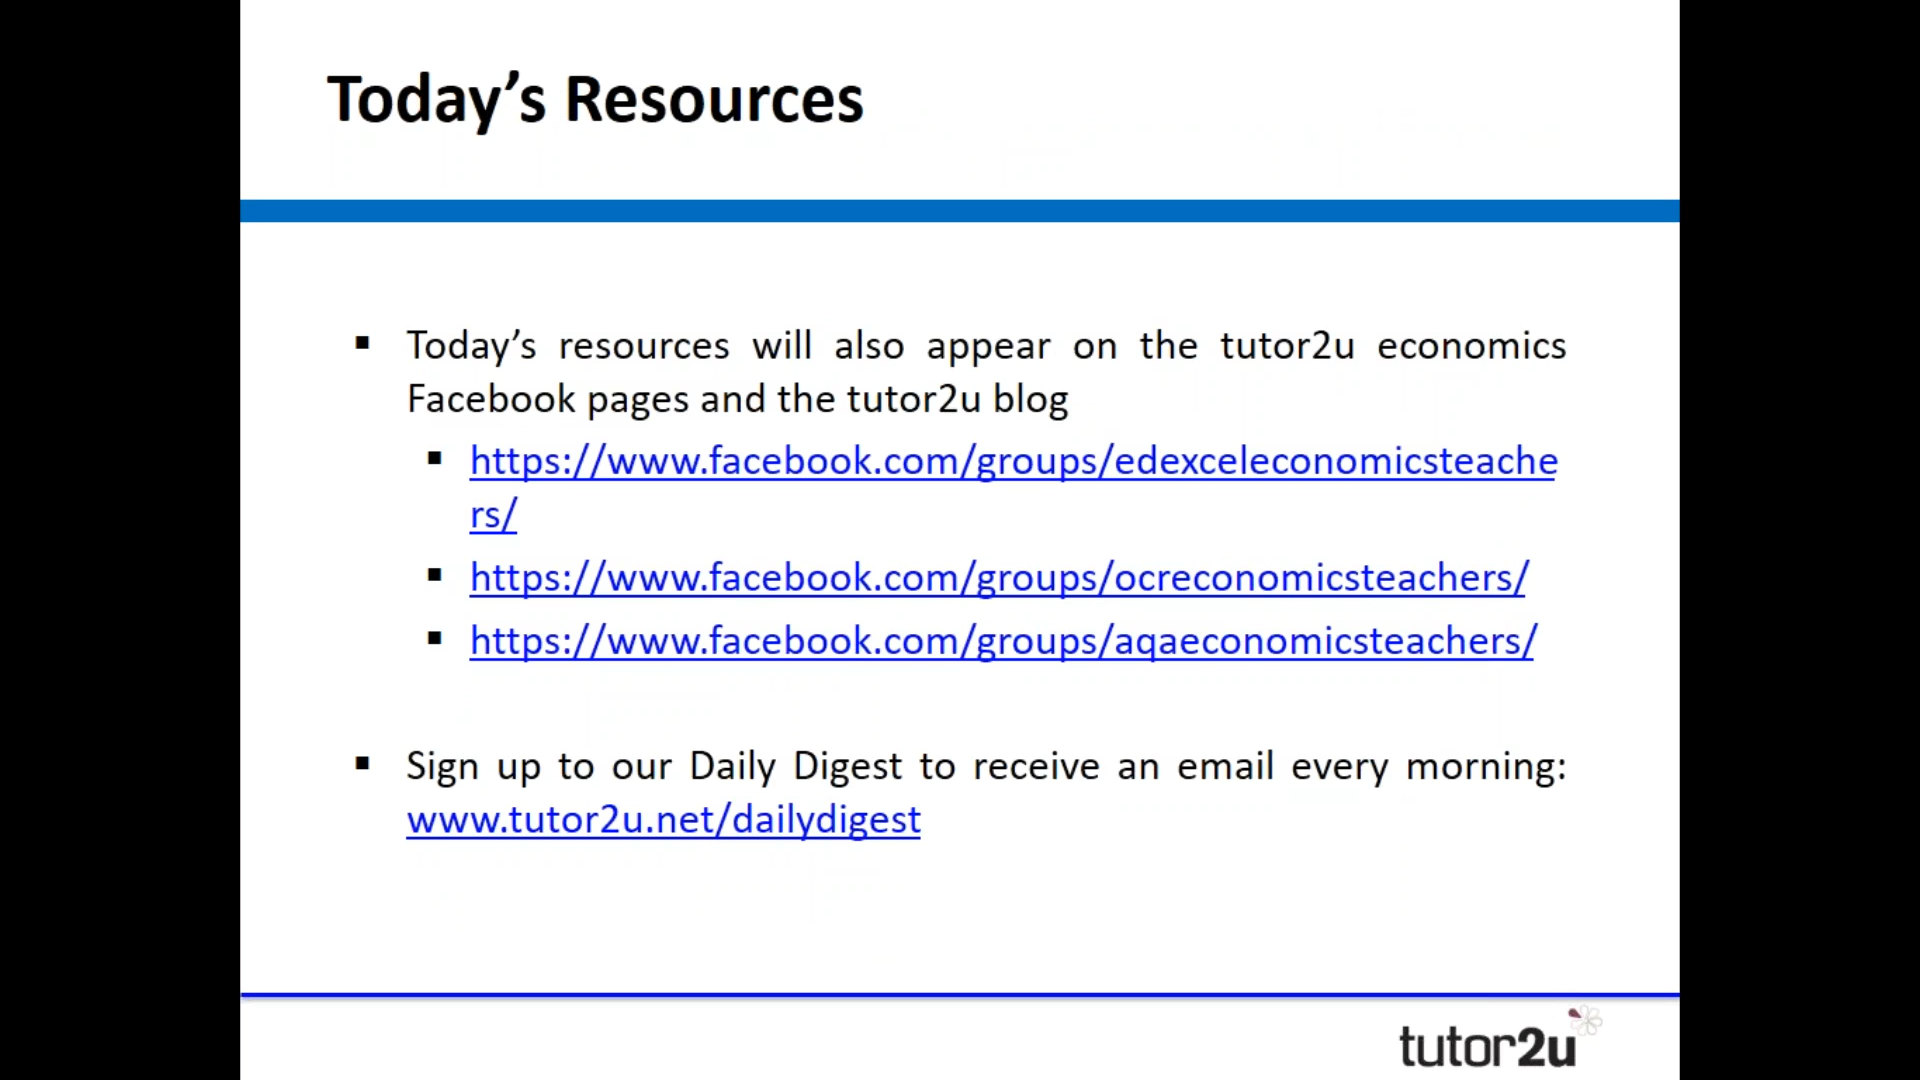 Today’s Resources
▪ Today’s resources will also appear on the tutor2u economics
Facebook pages and the tutor2u blog
▪ https://www.facebook.com/groups/edexceleconomicsteache
rs/
▪ https://www.facebook.com/groups/ocreconomicsteachers/
▪ https://www.facebook.com/groups/aqaeconomicsteachers/
▪ Sign up to our Daily Digest to receive an email every morning:
www.tutor2u.net/dailydigest
tutor2u